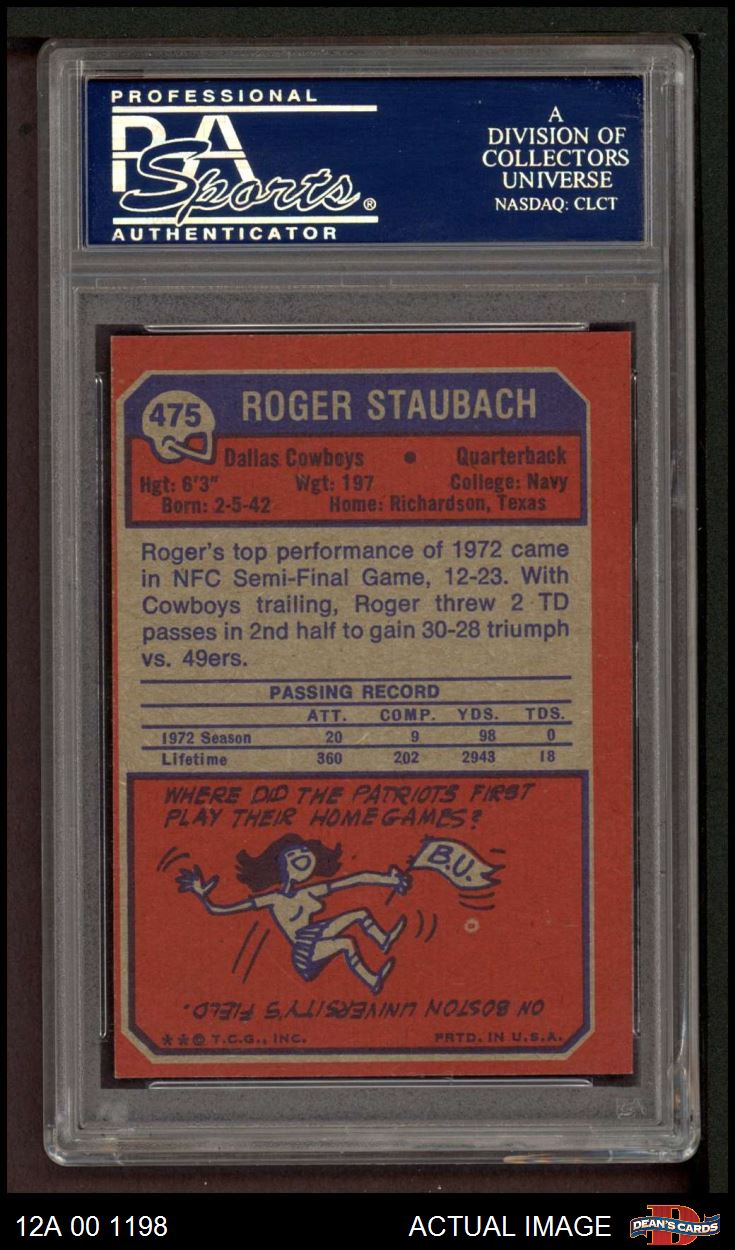 PROFESSIONAL
PSA
Sports®
AUTHENTICATOR
A
DIVISION OF
COLLECTORS
UNIVERSE
NASDAQ: CLCT
475
ROGER STAUBACH
Dallas Cowboys • Quarterback
Hgt: 6'3" Wgt: 197 College: Navy
Born: 2-5-42 Home: Richardson, Texas
Roger's top performance of 1972 came
in NFC Semi-Final Game, 12-23. With
Cowboys trailing, Roger threw 2 TD
passes in 2nd half to gain 30-28 triumph
vs. 49ers.
PASSING RECORD
ATT. COMP. YDS. TDS.
1972 Season 20 9 98 0
Lifetime 360 202 2943 18
WHERE DID THE PATRIOTS FIRST
PLAY THEIR HOME GAMES?
B.U.
ON BOSTON UNIVERSITY'S FIELD.
**© T.C.G., INC. PRTD. IN U.S.A.
12A 00 1198
ACTUAL IMAGE
DEAN'S CARDS